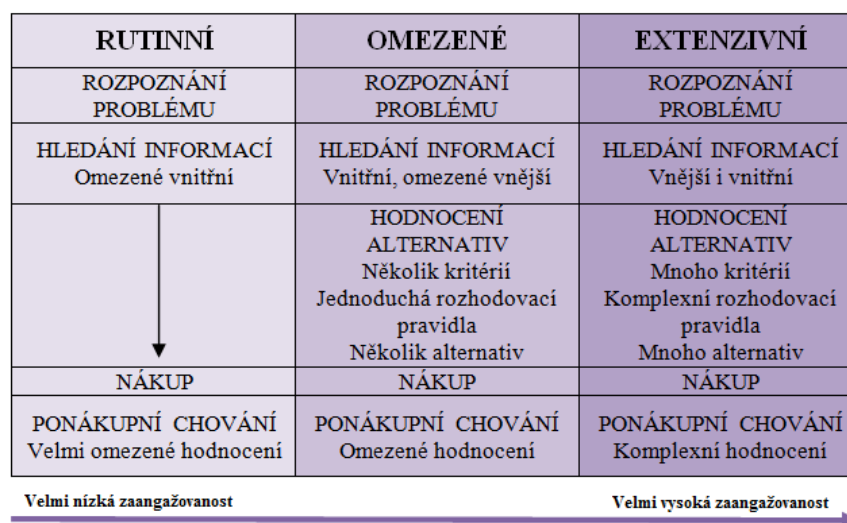 RUTINNÍ
OMEZENÉ
EXTENZIVNÍ
ROZPOZNÁNÍ
PROBLÉMU
ROZPOZNÁNÍ
PROBLÉMU
ROZPOZNÁNÍ
PROBLÉMU
HLEDÁNÍ INFORMACÍ
Omezené vnitřní
HLEDÁNÍ INFORMACÍ
Vnitřní, omezené vnější
HLEDÁNÍ INFORMACÍ
Vnější i vnitřní
HODNOCENÍ
ALTERNATIV
Několik kritérií
Jednoduchá rozhodovací
pravidla
Několik alternativ
HODNOCENÍ
ALTERNATIV
Mnoho kritérií
Komplexní rozhodovací
pravidla
Mnoho alternativ
NÁKUP
NÁKUP
NÁKUP
PONÁKUPNÍ CHOVÁNÍ
Velmi omezené hodnocení
PONÁKUPNÍ CHOVÁNÍ
Omezené hodnocení
PONÁKUPNÍ CHOVÁNÍ
Komplexní hodnocení
Velmi nízká zaangažovanost
Velmi vysoká zaangažovanost